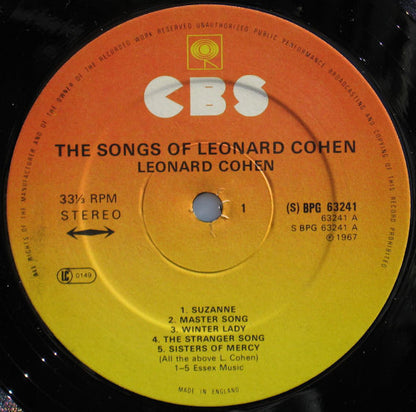 ALL RIGHTS OF THE MANUFACTURER AND OF THE OWNER OF THE RECORDED WORK RESERVED UNAUTHORISED PUBLIC PERFORMANCE BROADCASTING AND COPYING OF THIS RECORD PROHIBITED
CBS
THE SONGS OF LEONARD COHEN
LEONARD COHEN
33⅓ RPM
STEREO
1
(S) BPG 63241
63241 A
S BPG 63241 A
℗ 1967
LC 0149
1. SUZANNE
2. MASTER SONG
3. WINTER LADY
4. THE STRANGER SONG
5. SISTERS OF MERCY
(All the above L. Cohen)
1–5 Essex Music
MADE IN ENGLAND